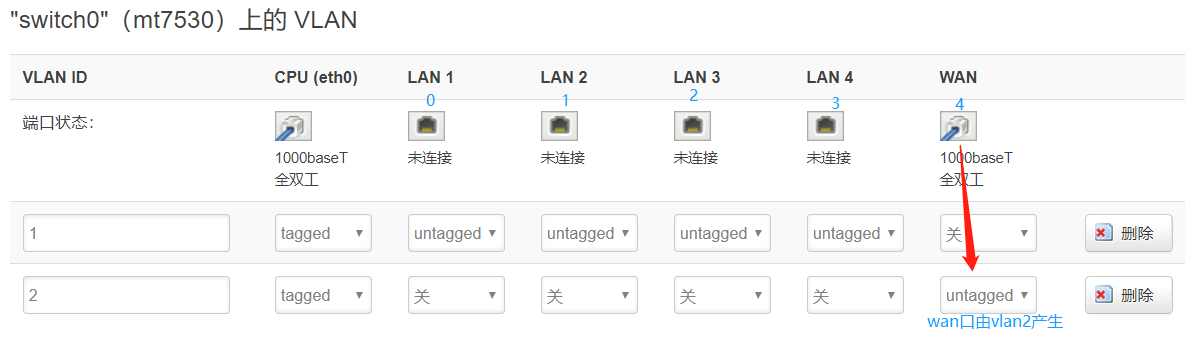 "switch0"（mt7530）上的 VLAN
VLAN ID CPU (eth0) LAN 1 LAN 2 LAN 3 LAN 4 WAN
0 1 2 3 4
端口状态：
1000baseT 未连接 未连接 未连接 未连接 1000baseT
全双工 全双工
1 tagged untagged untagged untagged untagged 关 删除
2 tagged 关 关 关 关 untagged 删除
wan口由vlan2产生